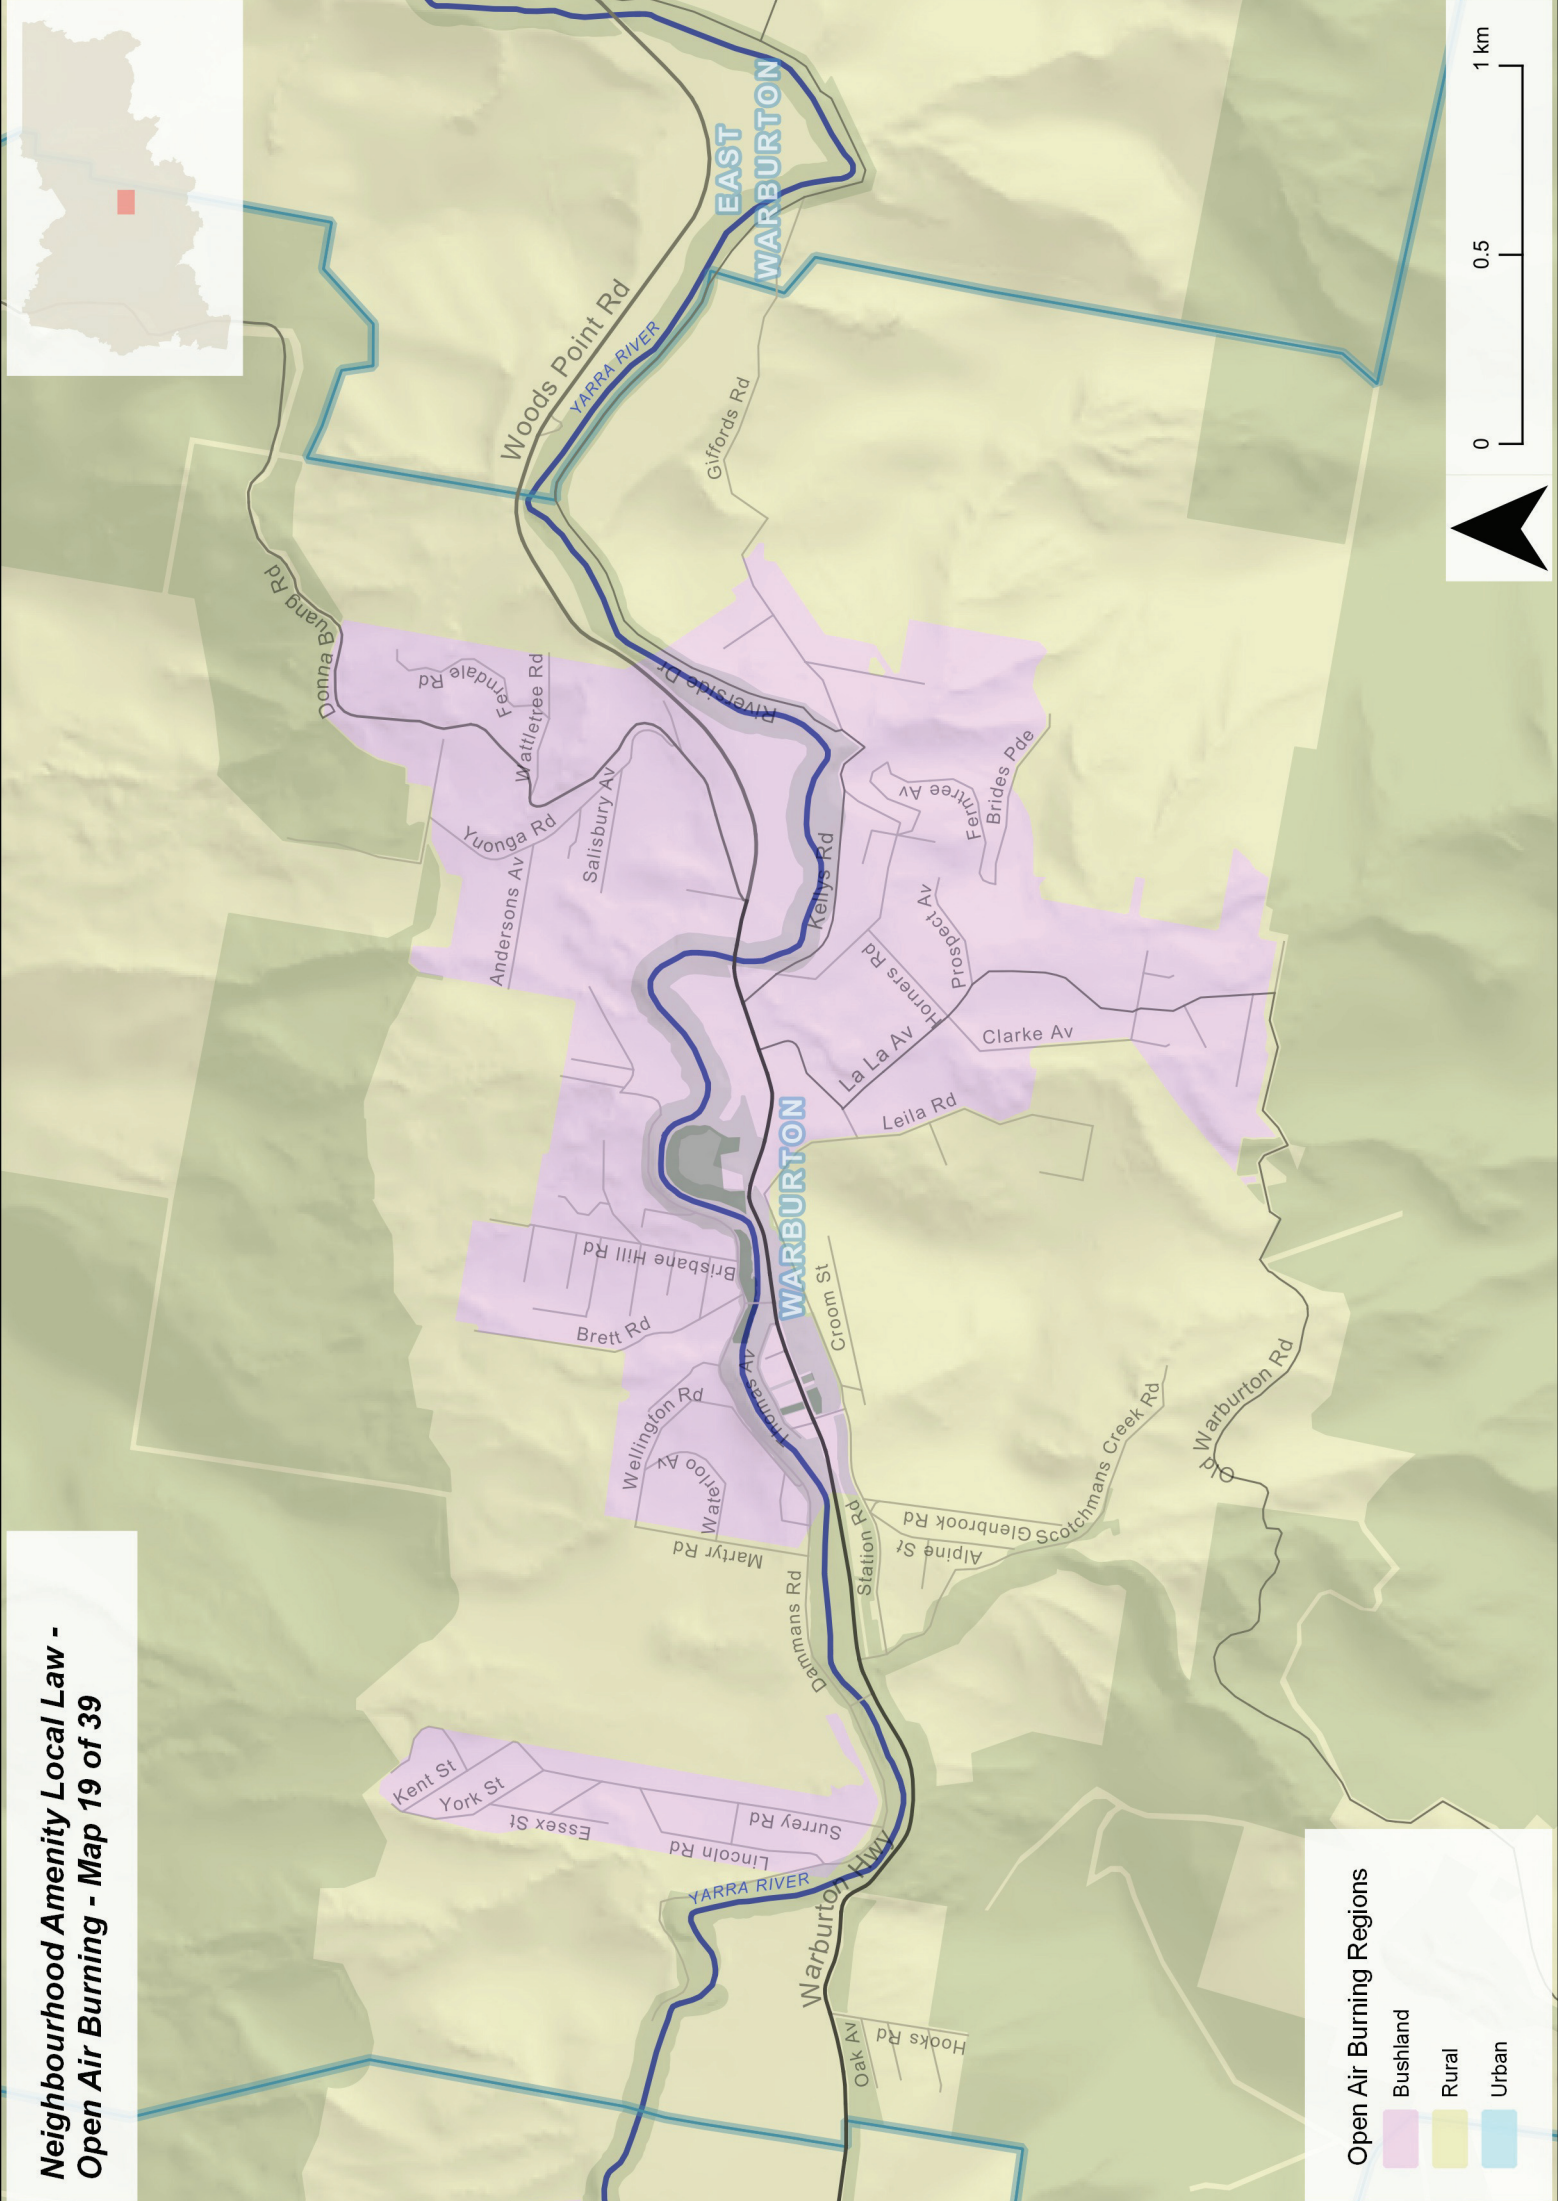 Neighbourhood Amenity Local Law -
Open Air Burning - Map 19 of 39
Donna Buang Rd
Ferndale Rd
Wattletree Rd
Yuonga Rd
Salisbury Av
Andersons Av
Woods Point Rd
YARRA RIVER
EAST
WARBURTON
Giffords Rd
Riverside Dr
Kellys Rd
Ferntree Av
Brides Pde
Prospect Av
Horners Rd
La La Av
Clarke Av
Leila Rd
WARBURTON
Brisbane Hill Rd
Brett Rd
Wellington Rd
Waterloo Av
Thomas Av
Martyr Rd
Croom St
Dammans Rd
Station Rd
Glenbrook Rd
Alpine St
Scotchmans Creek Rd
Old Warburton Rd
Kent St
York St
Essex St
Surrey Rd
Lincoln Rd
YARRA RIVER
Warburton Hwy
Oak Av
Hooks Rd
Open Air Burning Regions
Bushland
Rural
Urban
0 0.5 1 km